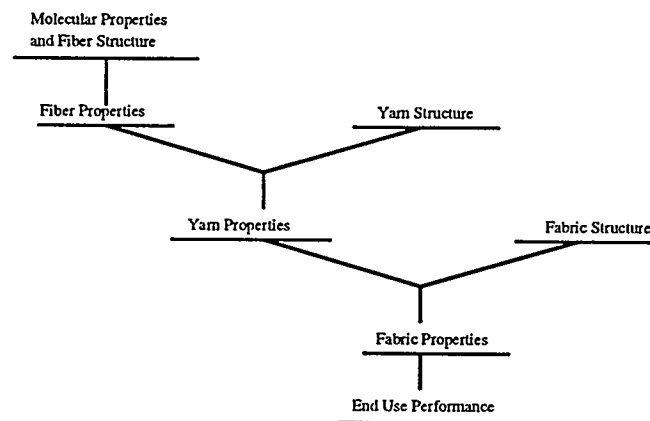 Molecular Properties
and Fiber Structure
Fiber Properties
Yarn Structure
Yarn Properties
Fabric Structure
Fabric Properties
End Use Performance